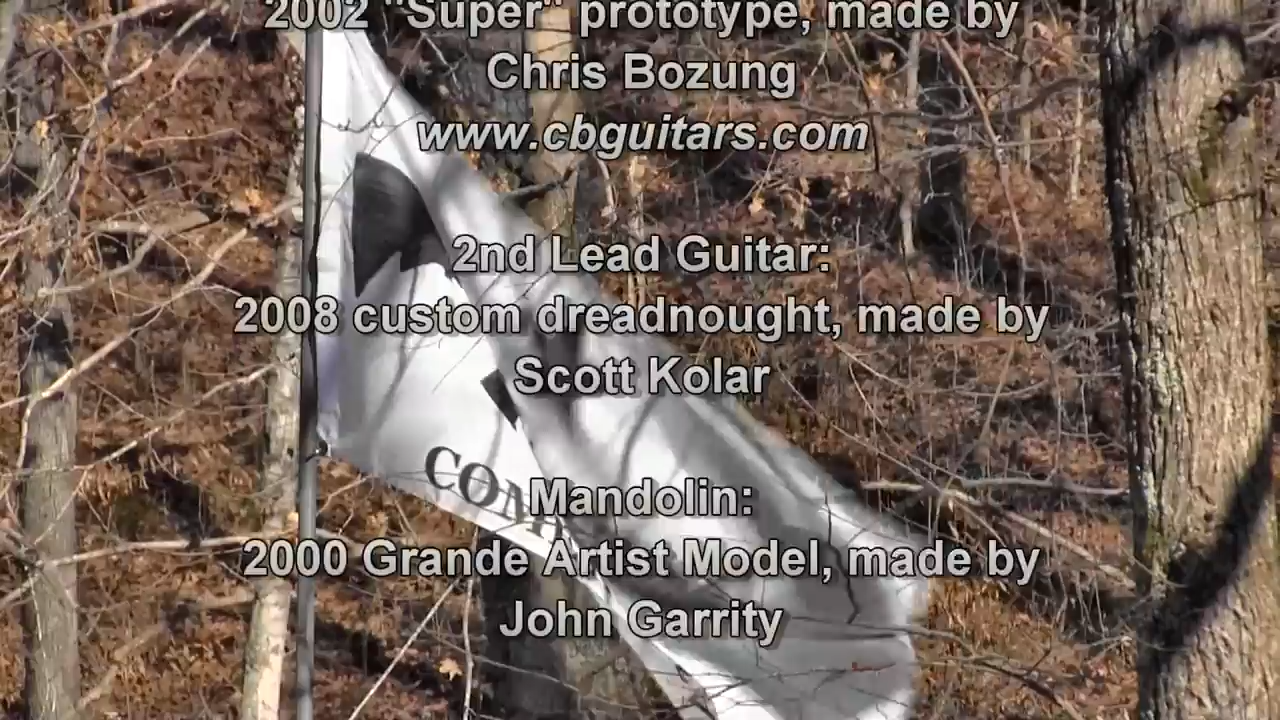 2002 "Super" prototype, made by
Chris Bozung
www.cbguitars.com
2nd Lead Guitar:
2008 custom dreadnought, made by
Scott Kolar
Mandolin:
2000 Grande Artist Model, made by
John Garrity